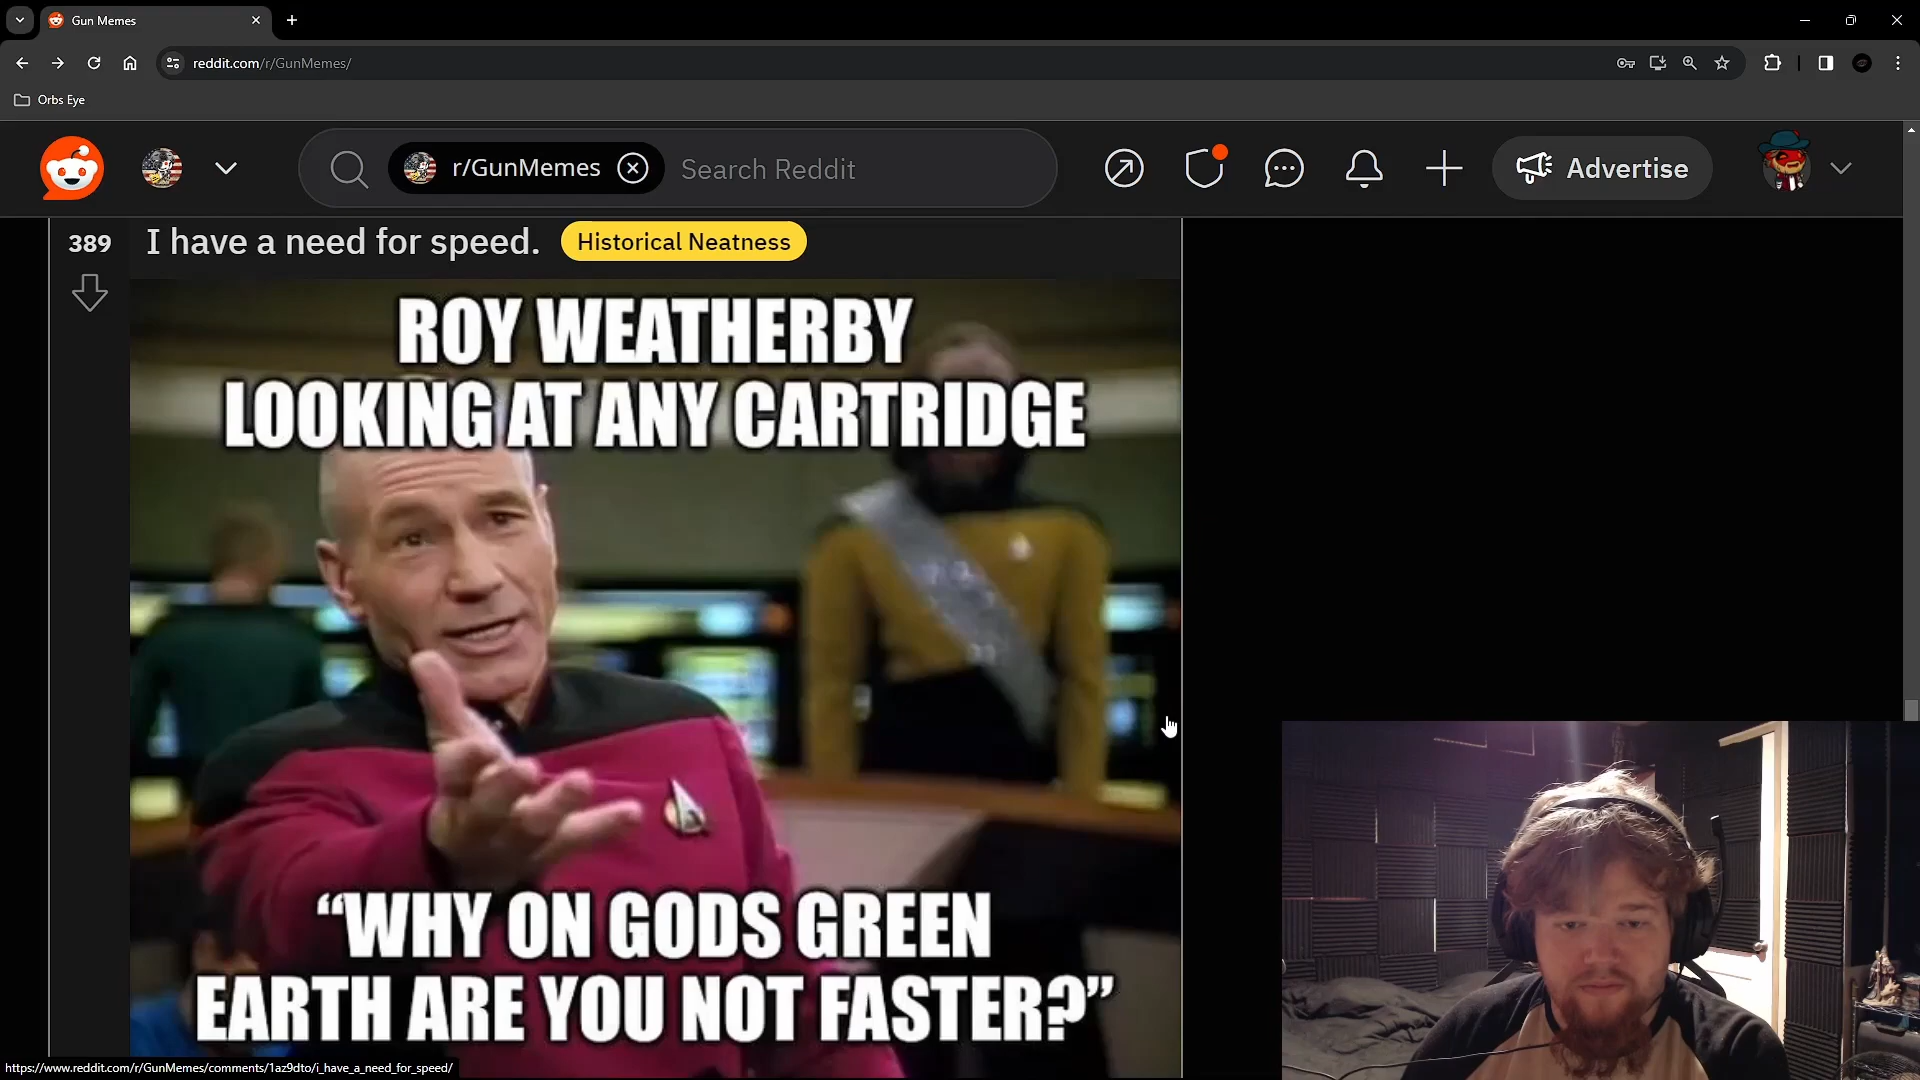 Gun Memes
reddit.com/r/GunMemes/
Orbs Eye
r/GunMemes
Search Reddit
Advertise
389
I have a need for speed.
Historical Neatness
ROY WEATHERBY
LOOKING AT ANY CARTRIDGE
“WHY ON GODS GREEN
EARTH ARE YOU NOT FASTER?”
https://www.reddit.com/r/GunMemes/comments/1az9dto/i_have_a_need_for_speed/